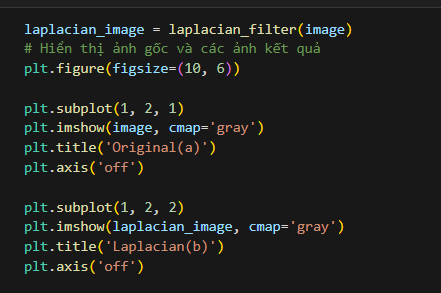 laplacian_image = laplacian_filter(image)
# Hiển thị ảnh gốc và các ảnh kết quả
plt.figure(figsize=(10, 6))
plt.subplot(1, 2, 1)
plt.imshow(image, cmap='gray')
plt.title('Original(a)')
plt.axis('off')
plt.subplot(1, 2, 2)
plt.imshow(laplacian_image, cmap='gray')
plt.title('Laplacian(b)')
plt.axis('off')